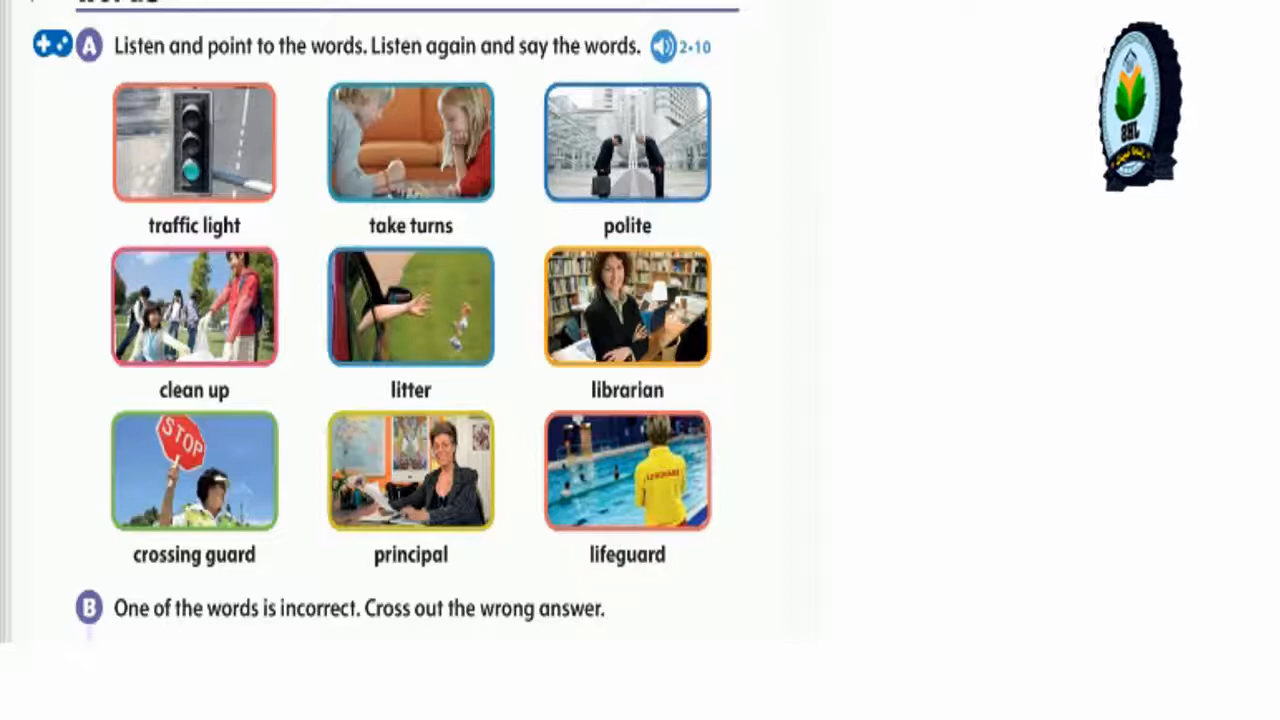 A Listen and point to the words. Listen again and say the words. 2•10
traffic light
take turns
polite
clean up
litter
librarian
STOP
crossing guard
principal
LIFEGUARD
lifeguard
B One of the words is incorrect. Cross out the wrong answer.